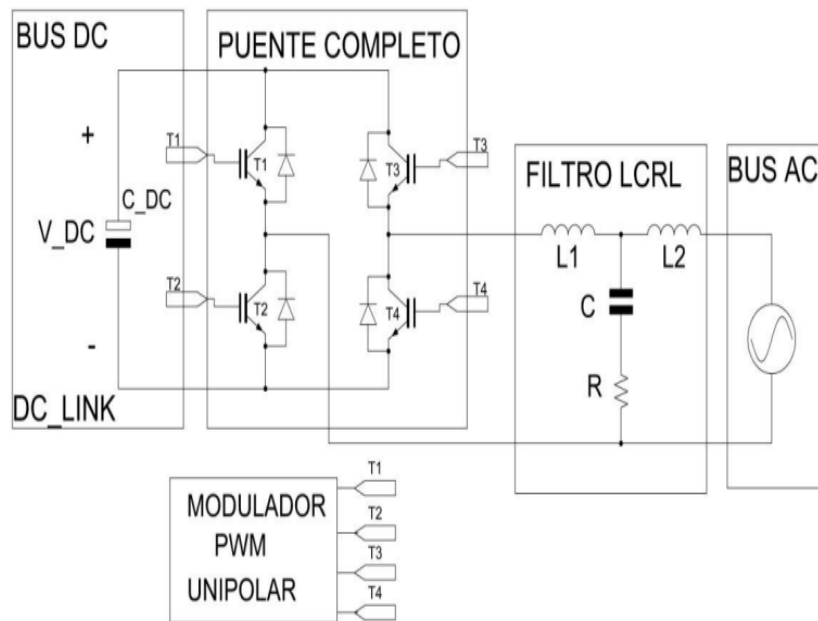 BUS DC
PUENTE COMPLETO
+
T1
T1
T3
T3
C_DC
V_DC
FILTRO LCRL
BUS AC
L1
L2
T2
T2
T4
T4
C
-
R
DC_LINK
T1
MODULADOR
T2
PWM
T3
UNIPOLAR
T4